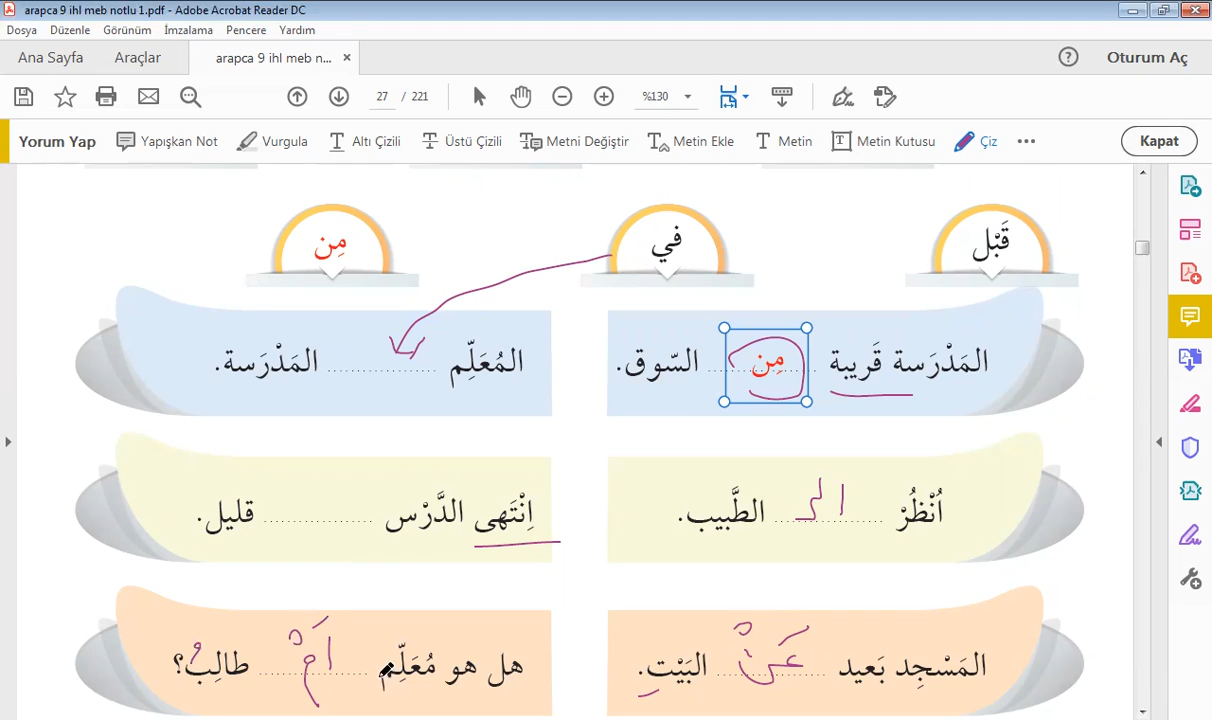 arapca 9 ihl meb notlu 1.pdf - Adobe Acrobat Reader DC
Dosya Düzenle Görünüm İmzalama Pencere Yardım
Ana Sayfa Araçlar arapca 9 ihl meb n... × Oturum Aç
27 / 221 %130
Yorum Yap Yapışkan Not Vurgula Altı Çizili Üstü Çizili Metni Değiştir Metin Ekle Metin Metin Kutusu Çiz Kapat
قَبْل في مِن
المَدْرَسة قَريبة مِن السّوق.
المُعَلِّم ............ المَدْرَسة.
اُنْظُرْ الى الطَّبيب.
اِنْتَهى الدَّرْس ............ قليل.
المَسْجِد بَعيد عَنْ البَيْتِ.
هل هو مُعَلِّم اَمْ طالِبٌ؟